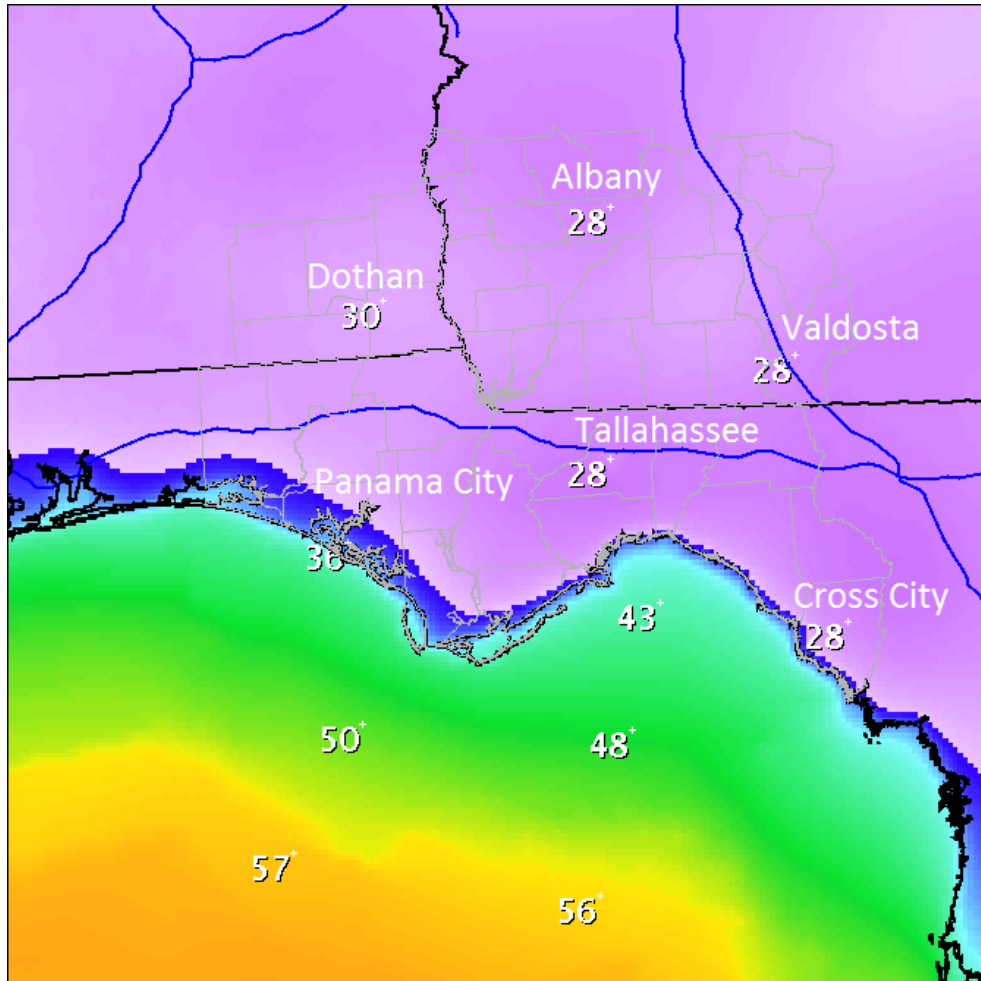 Albany
28
Dothan
30
Valdosta
28
Tallahassee
28
Panama City
36
Cross City
28
43
50
48
57
56